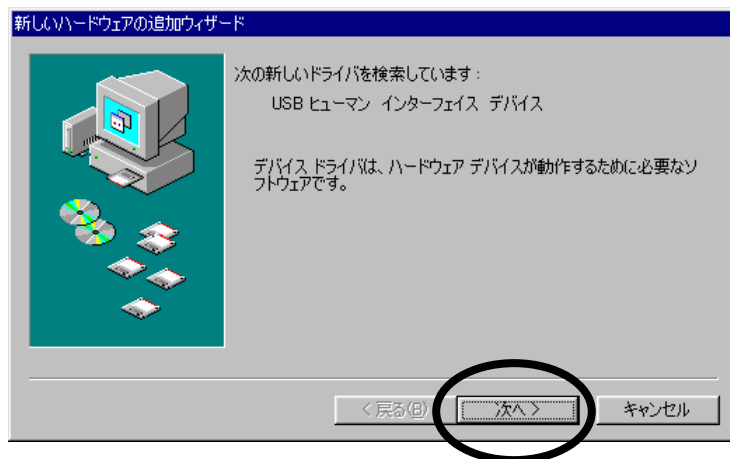 新しいハードウェアの追加ウィザード
次の新しいドライバを検索しています：
USB ヒューマン インターフェイス デバイス
デバイス ドライバは、ハードウェア デバイスが動作するために必要なソ
フトウェアです。
< 戻る(B) 次へ > キャンセル